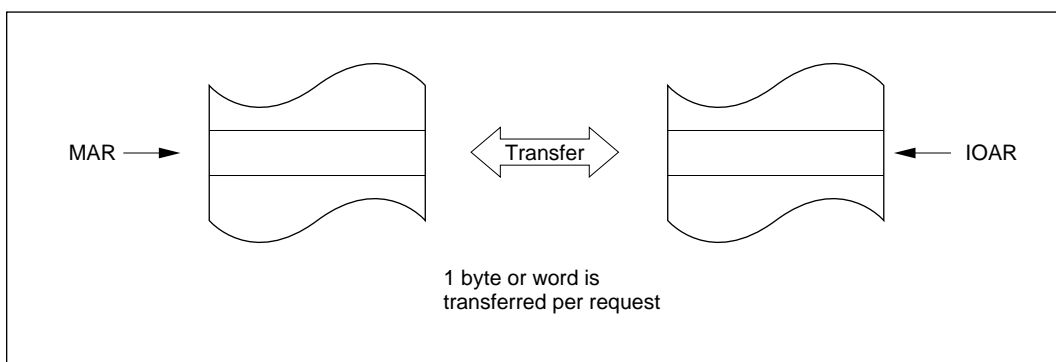 MAR
Transfer
IOAR
1 byte or word is
transferred per request